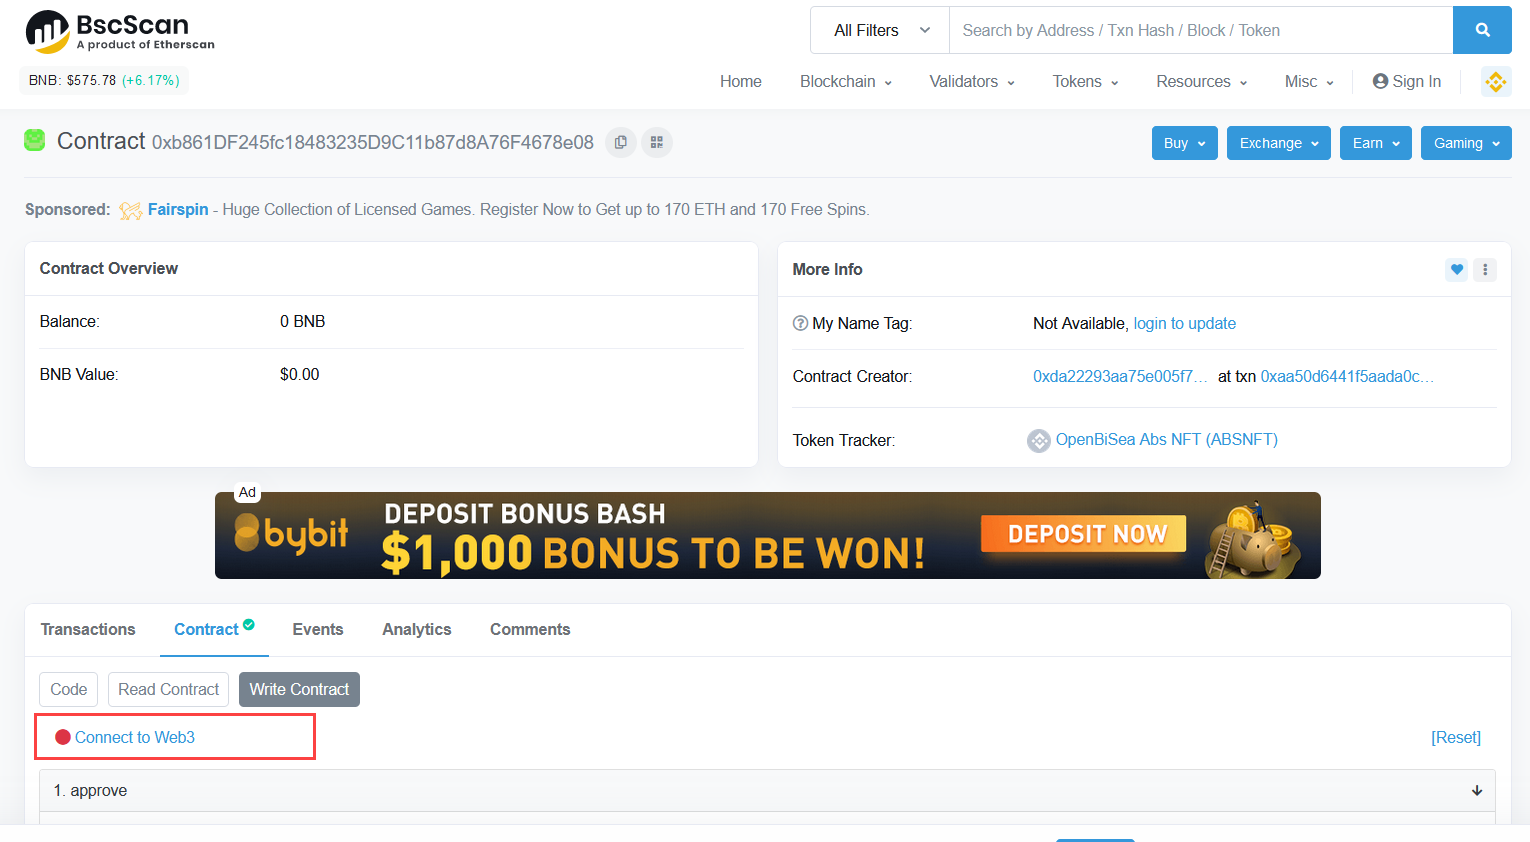 BscScan
A product of Etherscan
All Filters
Search by Address / Txn Hash / Block / Token
BNB: $575.78 (+6.17%)
Home Blockchain Validators Tokens Resources Misc Sign In
Contract 0xb861DF245fc18483235D9C11b87d8A76F4678e08
Buy Exchange Earn Gaming
Sponsored: Fairspin - Huge Collection of Licensed Games. Register Now to Get up to 170 ETH and 170 Free Spins.
Contract Overview
Balance: 0 BNB
BNB Value: $0.00
More Info
My Name Tag: Not Available, login to update
Contract Creator: 0xda22293aa75e005f7... at txn 0xaa50d6441f5aada0c...
Token Tracker: OpenBiSea Abs NFT (ABSNFT)
Ad
bybit
DEPOSIT BONUS BASH
$1,000 BONUS TO BE WON!
DEPOSIT NOW
Transactions Contract Events Analytics Comments
Code Read Contract Write Contract
Connect to Web3 [Reset]
1. approve